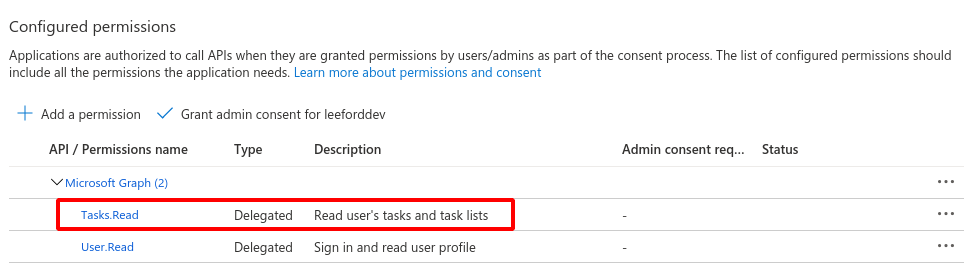 Configured permissions
Applications are authorized to call APIs when they are granted permissions by users/admins as part of the consent process. The list of configured permissions should
include all the permissions the application needs. Learn more about permissions and consent
Add a permission Grant admin consent for leeforddev
API / Permissions name Type Description Admin consent req... Status
Microsoft Graph (2) ...
Tasks.Read Delegated Read user's tasks and task lists - ...
User.Read Delegated Sign in and read user profile - ...